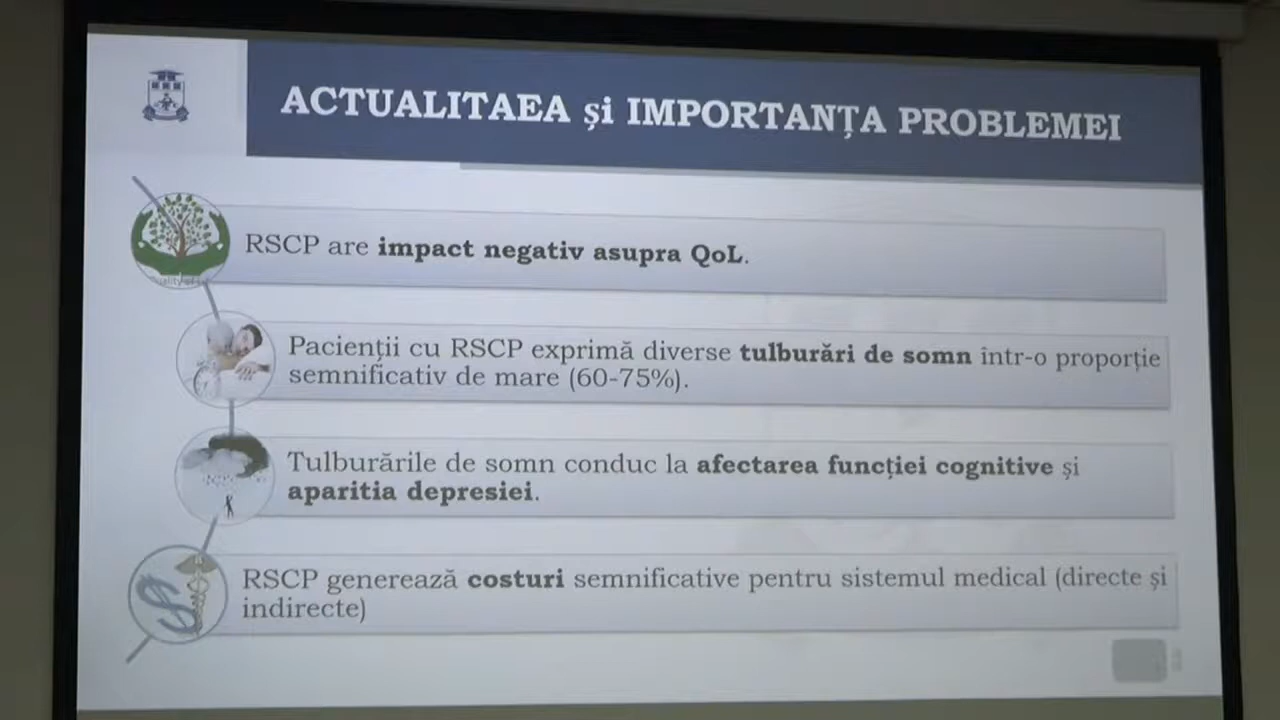 ACTUALITAEA și IMPORTANȚA PROBLEMEI
RSCP are impact negativ asupra QoL.
Pacienții cu RSCP exprimă diverse tulburări de somn într-o proporție
semnificativ de mare (60-75%).
Tulburările de somn conduc la afectarea funcției cognitive și
aparitia depresiei.
RSCP generează costuri semnificative pentru sistemul medical (directe și
indirecte)